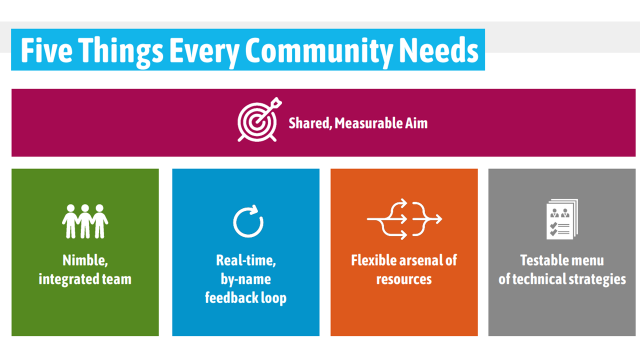 Five Things Every Community Needs
Shared, Measurable Aim
Nimble,
integrated team
Real-time,
by-name
feedback loop
Flexible arsenal of
resources
Testable menu
of technical strategies